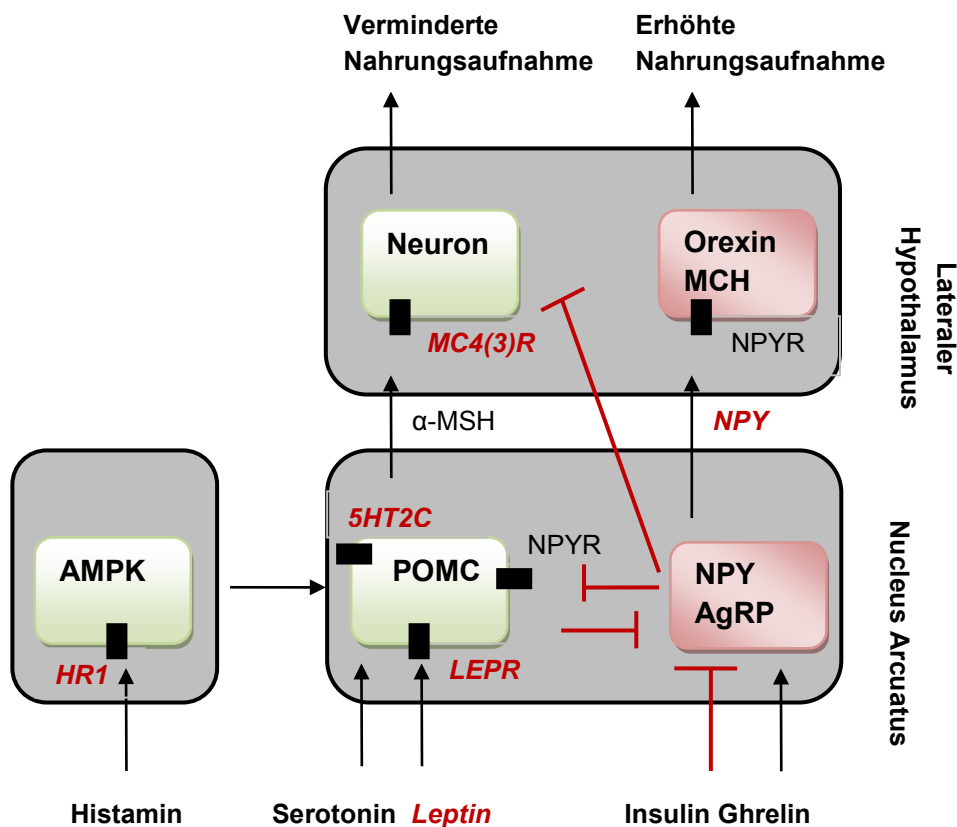 Verminderte
Nahrungsaufnahme
Erhöhte
Nahrungsaufnahme
Neuron
Orexin
MCH
MC4(3)R
NPYR
Lateraler
Hypothalamus
α-MSH
NPY
5HT2C
NPYR
AMPK
POMC
NPY
AgRP
HR1
LEPR
Nucleus Arcuatus
Histamin
Serotonin Leptin
Insulin Ghrelin